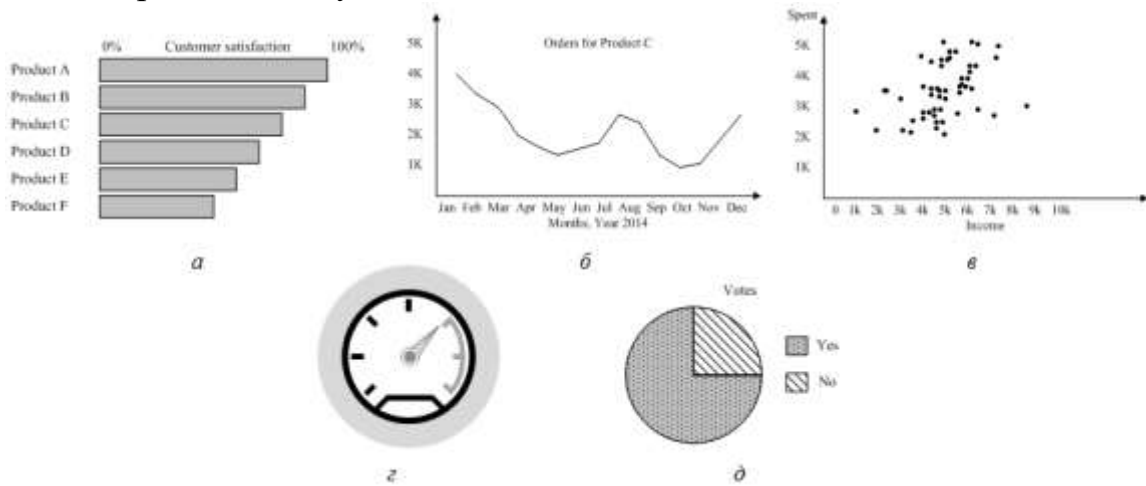 0% Customer satisfaction 100%
Product A
Product B
Product C
Product D
Product E
Product F
а
Orders for Product C
5K
4K
3K
2K
1K
Jan Feb Mar Apr May Jun Jul Aug Sep Oct Nov Dec
Months, Year 2014
б
Spent
5K
4K
3K
2K
1K
0 1k 2k 3k 4k 5k 6k 7k 8k 9k 10k
Income
в
г
Votes
Yes
No
д